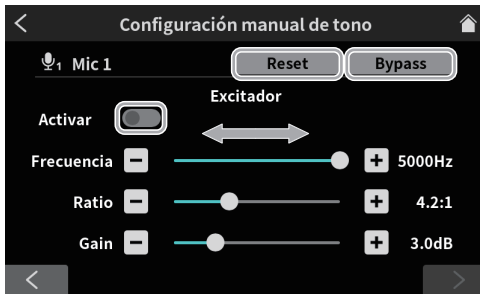 Configuración manual de tono
1 Mic 1 Reset Bypass
Excitador
Activar
Frecuencia 5000Hz
Ratio 4.2:1
Gain 3.0dB